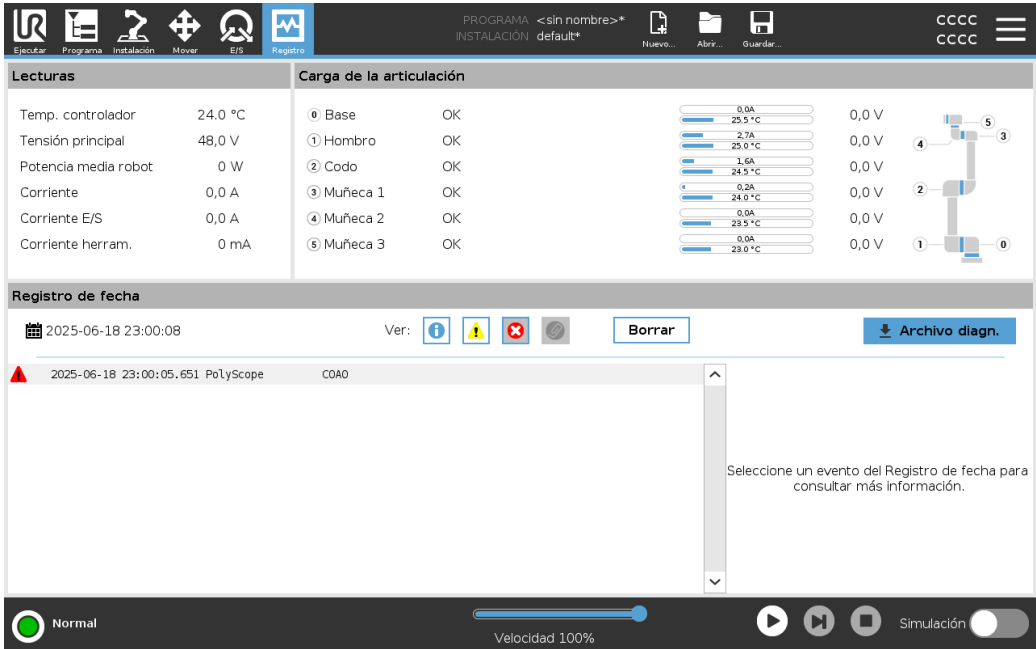 PROGRAMA <sin nombre>*
INSTALACIÓN default*
CCCC
CCCC
Ejecutar Programa Instalación Mover E/S Registro
Nuevo... Abrir... Guardar...
Lecturas
Temp. controlador 24.0 °C
Tensión principal 48,0 V
Potencia media robot 0 W
Corriente 0,0 A
Corriente E/S 0,0 A
Corriente herram. 0 mA
Carga de la articulación
0 Base OK 0,0A 25.5 °C 0,0 V
1 Hombro OK 2,7A 25.0 °C 0,0 V
2 Codo OK 1,6A 24.5 °C 0,0 V
3 Muñeca 1 OK 0,2A 24.0 °C 0,0 V
4 Muñeca 2 OK 0,0A 23.5 °C 0,0 V
5 Muñeca 3 OK 0,0A 23.0 °C 0,0 V
5
3
4
2
1 0
Registro de fecha
2025-06-18 23:00:08 Ver: Borrar Archivo diagn.
2025-06-18 23:00:05.651 PolyScope C0A0
Seleccione un evento del Registro de fecha para
consultar más información.
Normal
Velocidad 100%
Simulación